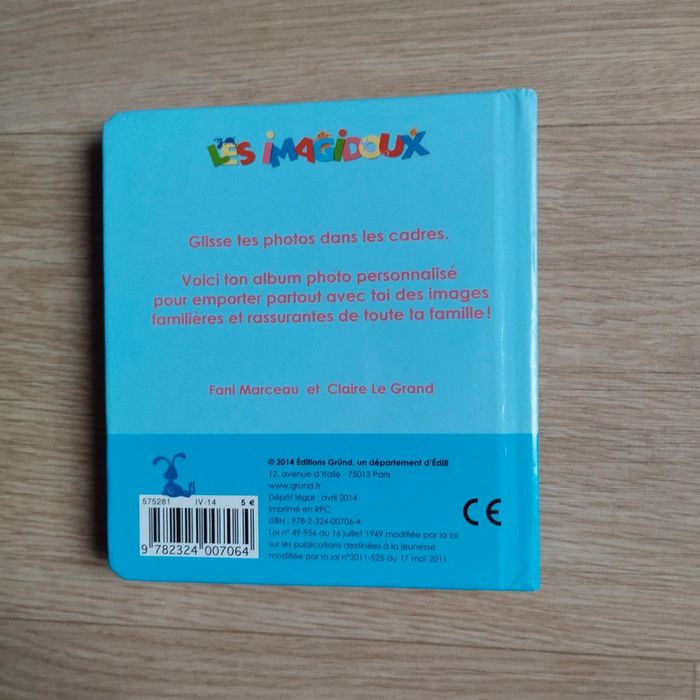 LES IMAGIDOUX
Glisse tes photos dans les cadres.
Voici ton album photo personnalisé
pour emporter partout avec toi des images
familières et rassurantes de toute ta famille !
Fani Marceau et Claire Le Grand
© 2014 Éditions Gründ, un département d'Édi8
12, avenue d'Italie - 75013 Paris
www.grund.fr
Dépôt légal : avril 2014
Imprimé en RPC
ISBN : 978-2-324-00706-4
Loi n° 49-956 du 16 juillet 1949 modifiée par la loi
sur les publications destinées à la jeunesse
modifiée par la loi n°2011-525 du 17 mai 2011.
575281 IV-14 5 €
9 782324 007064
CE